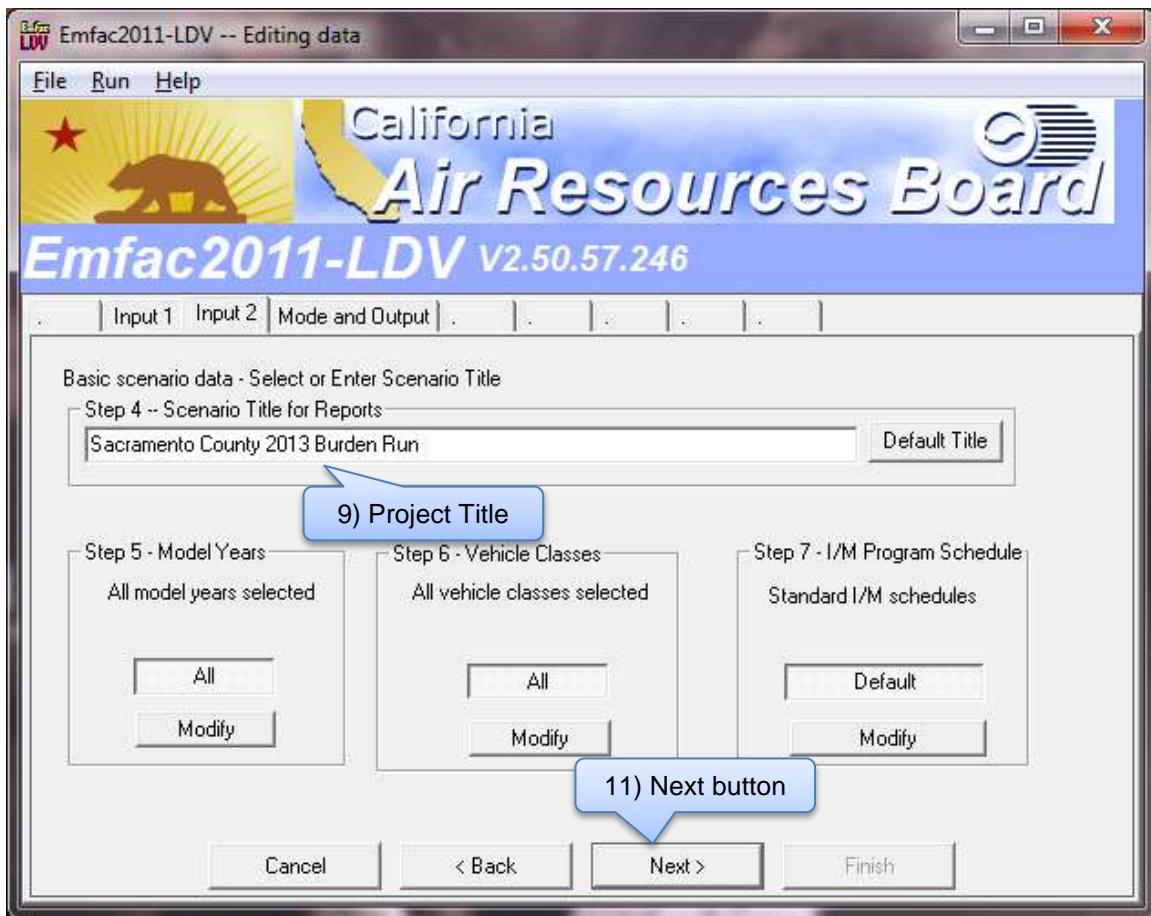 Emfac2011-LDV -- Editing data
File Run Help
California
Air Resources Board
Emfac2011-LDV V2.50.57.246
. Input 1 Input 2 Mode and Output . . . . .
Basic scenario data - Select or Enter Scenario Title
Step 4 -- Scenario Title for Reports
Sacramento County 2013 Burden Run Default Title
9) Project Title
Step 5 - Model Years Step 6 - Vehicle Classes Step 7 - I/M Program Schedule
All model years selected All vehicle classes selected Standard I/M schedules
All All Default
Modify Modify Modify
11) Next button
Cancel < Back Next > Finish